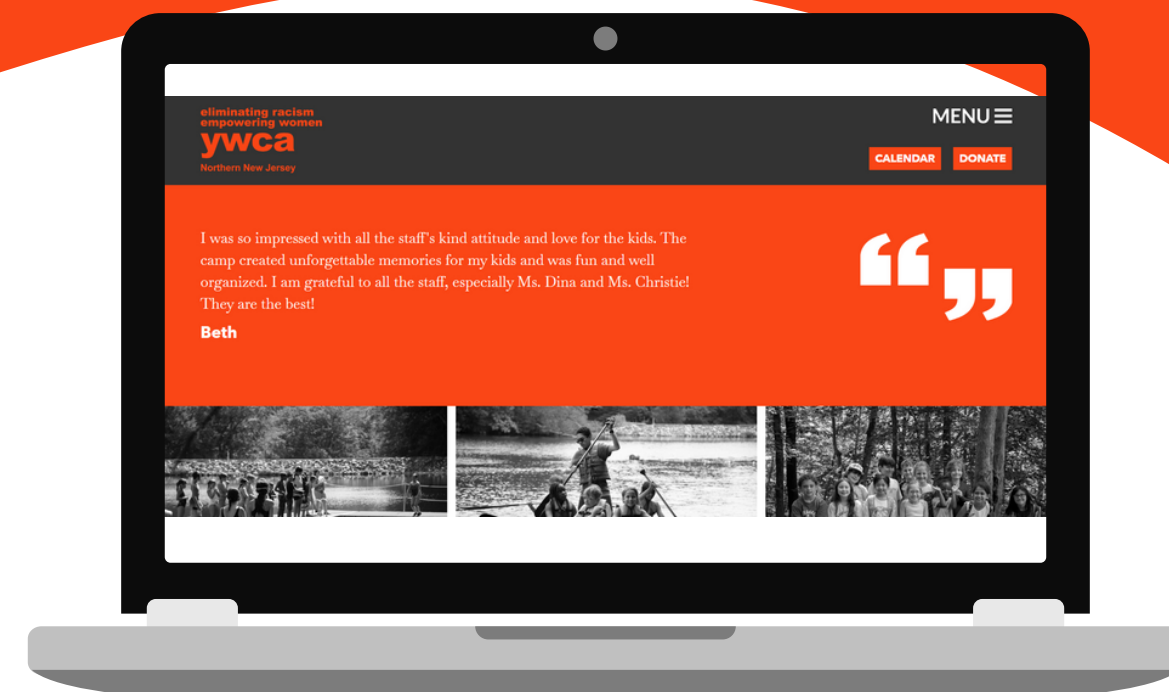 eliminating racism
empowering women
ywca
Northern New Jersey
MENU
CALENDAR DONATE
I was so impressed with all the staff's kind attitude and love for the kids. The
camp created unforgettable memories for my kids and was fun and well
organized. I am grateful to all the staff, especially Ms. Dina and Ms. Christie!
They are the best!
Beth
“ ”